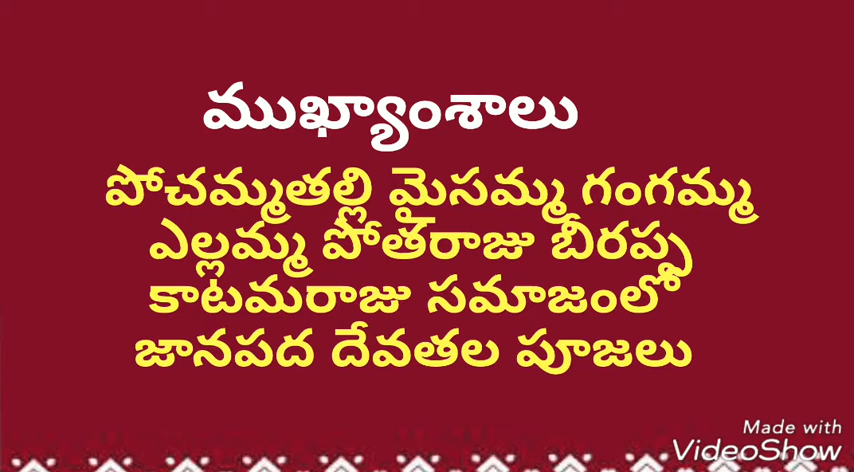 ముఖ్యాంశాలు
పోచమ్మతల్లి మైసమ్మ గంగమ్మ
ఎల్లమ్మ పోతరాజు బీరప్ప
కాటమరాజు సమాజంలో
జానపద దేవతల పూజలు
Made with
VideoShow